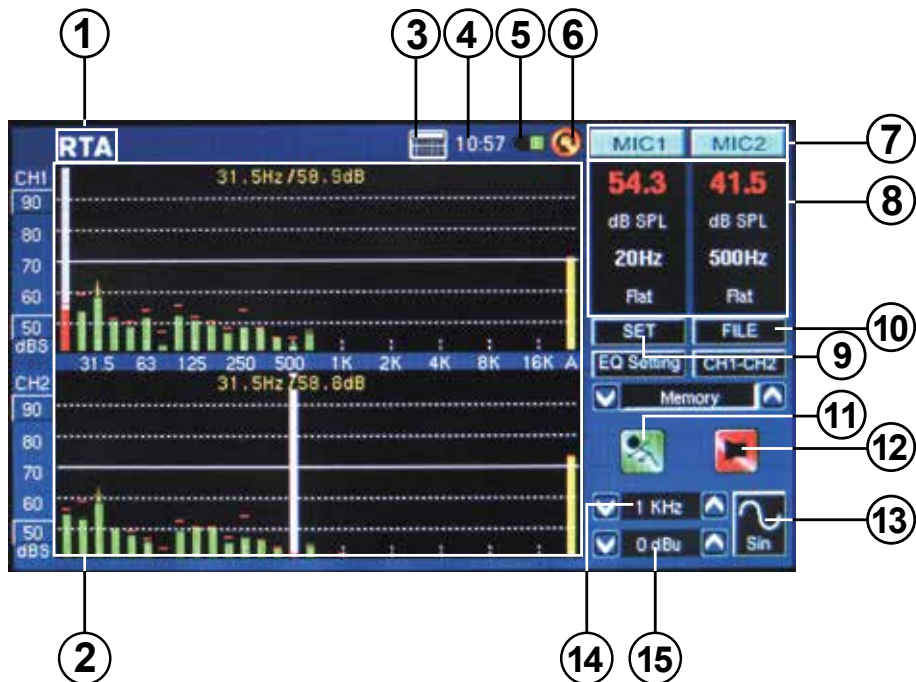 1 3 4 5 6
RTA 10:57 MIC1 MIC2 7
CH1 31.5Hz/58.9dB 54.3 41.5 8
90 dB SPL dB SPL
80 20Hz 500Hz
70 Flat Flat
60
50 SET FILE 10
dBS 31.5 63 125 250 500 1K 2K 4K 8K 16K A EQ Setting CH1-CH2 9
CH2 31.5Hz/58.8dB Memory 11
90
80 12
70
60 1 KHz 13
50 0 dBu Sin
dBS
2 14 15